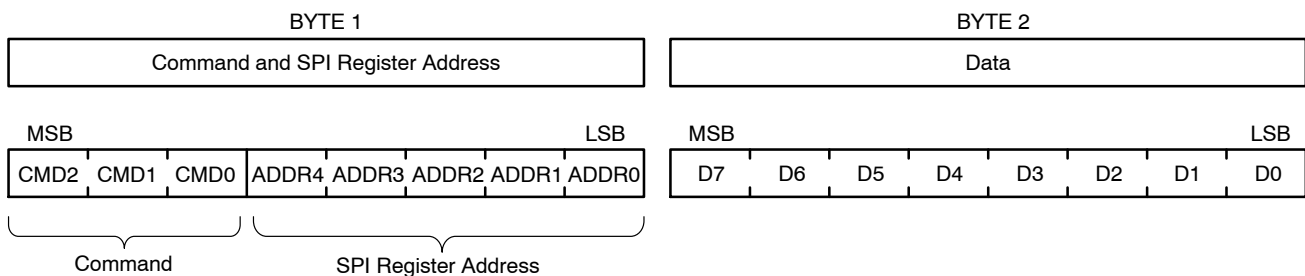 BYTE 1 BYTE 2
Command and SPI Register Address Data
MSB LSB MSB LSB
CMD2 CMD1 CMD0 ADDR4 ADDR3 ADDR2 ADDR1 ADDR0 D7 D6 D5 D4 D3 D2 D1 D0
Command SPI Register Address